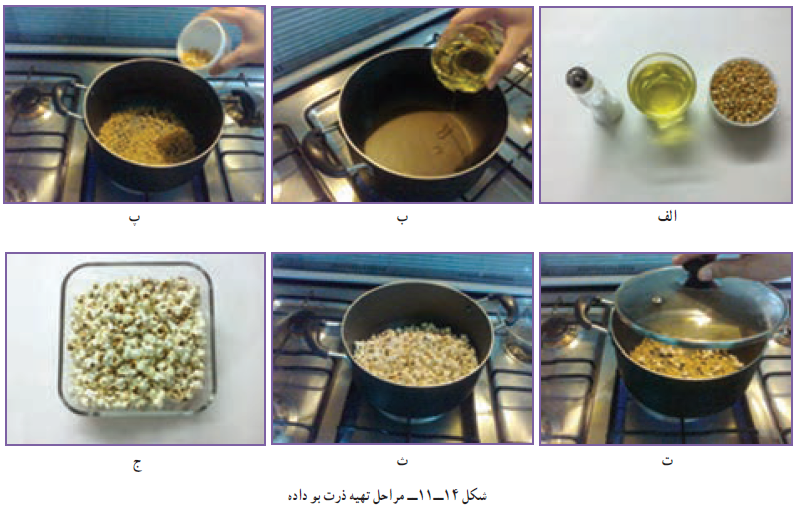 الف
ب
پ
ت
ث
ج
شکل ۱۴ــ۱۱ــ مراحل تهیه ذرت بو داده